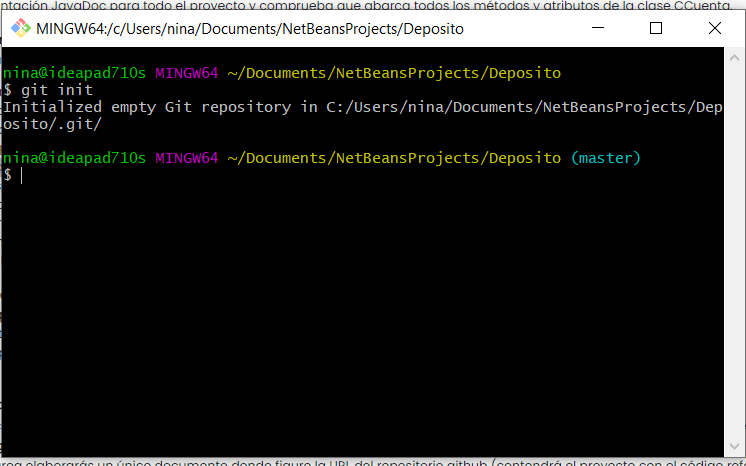 ntación JavaDoc para todo el proyecto y comprueba que abarca todos los métodos y atributos de la clase CCuenta.
MINGW64:/c/Users/nina/Documents/NetBeansProjects/Deposito
nina@ideapad710s MINGW64 ~/Documents/NetBeansProjects/Deposito
$ git init
Initialized empty Git repository in C:/Users/nina/Documents/NetBeansProjects/Dep
osito/.git/
nina@ideapad710s MINGW64 ~/Documents/NetBeansProjects/Deposito (master)
$
area elaborarás un único documento donde figure la URL del repositorio github (contendrá el proyecto con el código ref